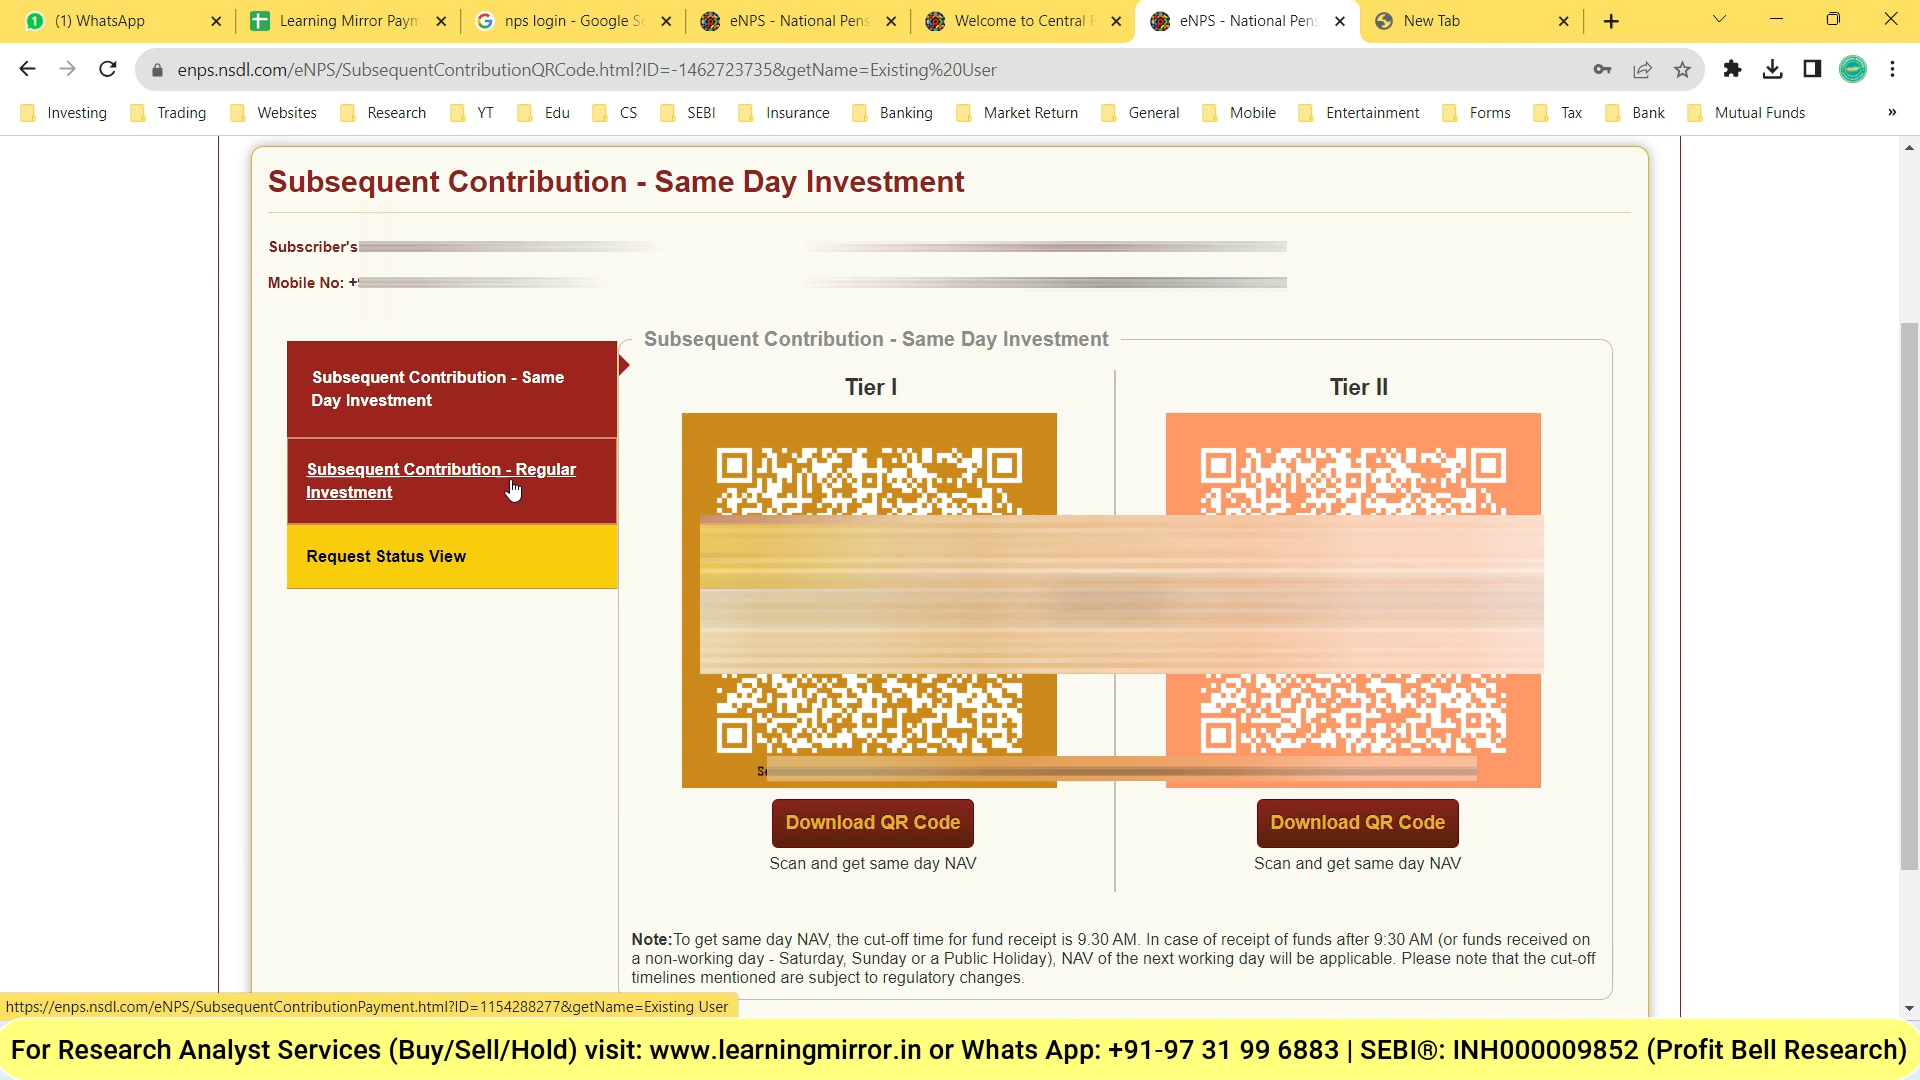 (1) WhatsApp
Learning Mirror Paym
nps login - Google Se
eNPS - National Pens
Welcome to Central R
eNPS - National Pens
New Tab
enps.nsdl.com/eNPS/SubsequentContributionQRCode.html?ID=-1462723735&getName=Existing%20User
Investing Trading Websites Research YT Edu CS SEBI Insurance Banking Market Return General Mobile Entertainment Forms Tax Bank Mutual Funds »
Subsequent Contribution - Same Day Investment
Subscriber's
Mobile No: +
Subsequent Contribution - Same
Day Investment
Subsequent Contribution - Regular
Investment
Request Status View
Subsequent Contribution - Same Day Investment
Tier I
Tier II
Download QR Code
Download QR Code
Scan and get same day NAV
Scan and get same day NAV
Note:To get same day NAV, the cut-off time for fund receipt is 9.30 AM. In case of receipt of funds after 9:30 AM (or funds received on
a non-working day - Saturday, Sunday or a Public Holiday), NAV of the next working day will be applicable. Please note that the cut-off
timelines mentioned are subject to regulatory changes.
https://enps.nsdl.com/eNPS/SubsequentContributionPayment.html?ID=1154288277&getName=Existing User
For Research Analyst Services (Buy/Sell/Hold) visit: www.learningmirror.in or Whats App: +91-97 31 99 6883 | SEBI®: INH000009852 (Profit Bell Research)